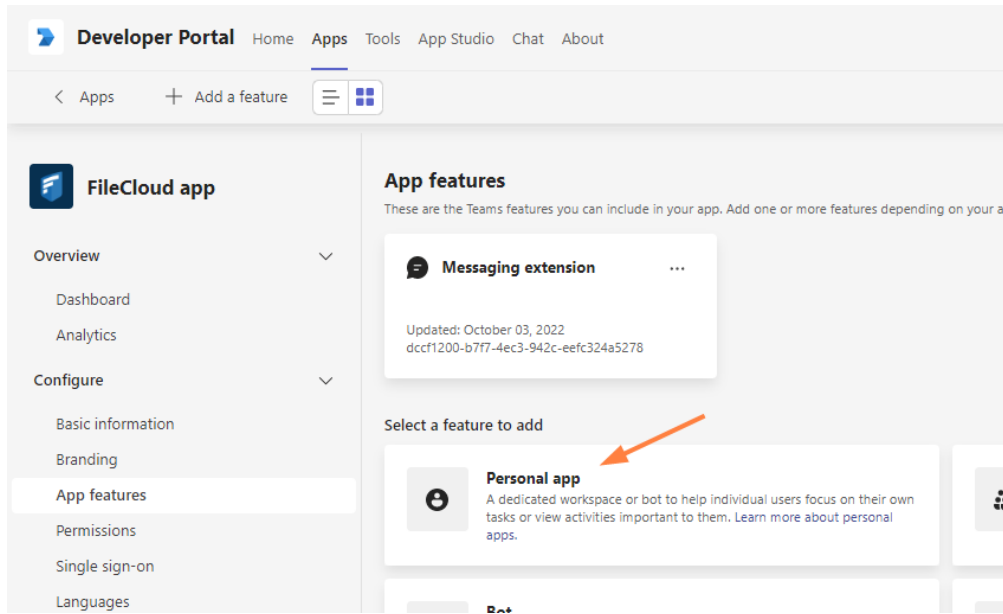 Developer Portal Home Apps Tools App Studio Chat About
Apps Add a feature
FileCloud app
Overview
Dashboard
Analytics
Configure
Basic information
Branding
App features
Permissions
Single sign-on
Languages
App features
These are the Teams features you can include in your app. Add one or more features depending on your a
Messaging extension
Updated: October 03, 2022
dccf1200-b7f7-4ec3-942c-eefc324a5278
Select a feature to add
Personal app
A dedicated workspace or bot to help individual users focus on their own
tasks or view activities important to them. Learn more about personal
apps.
Bot